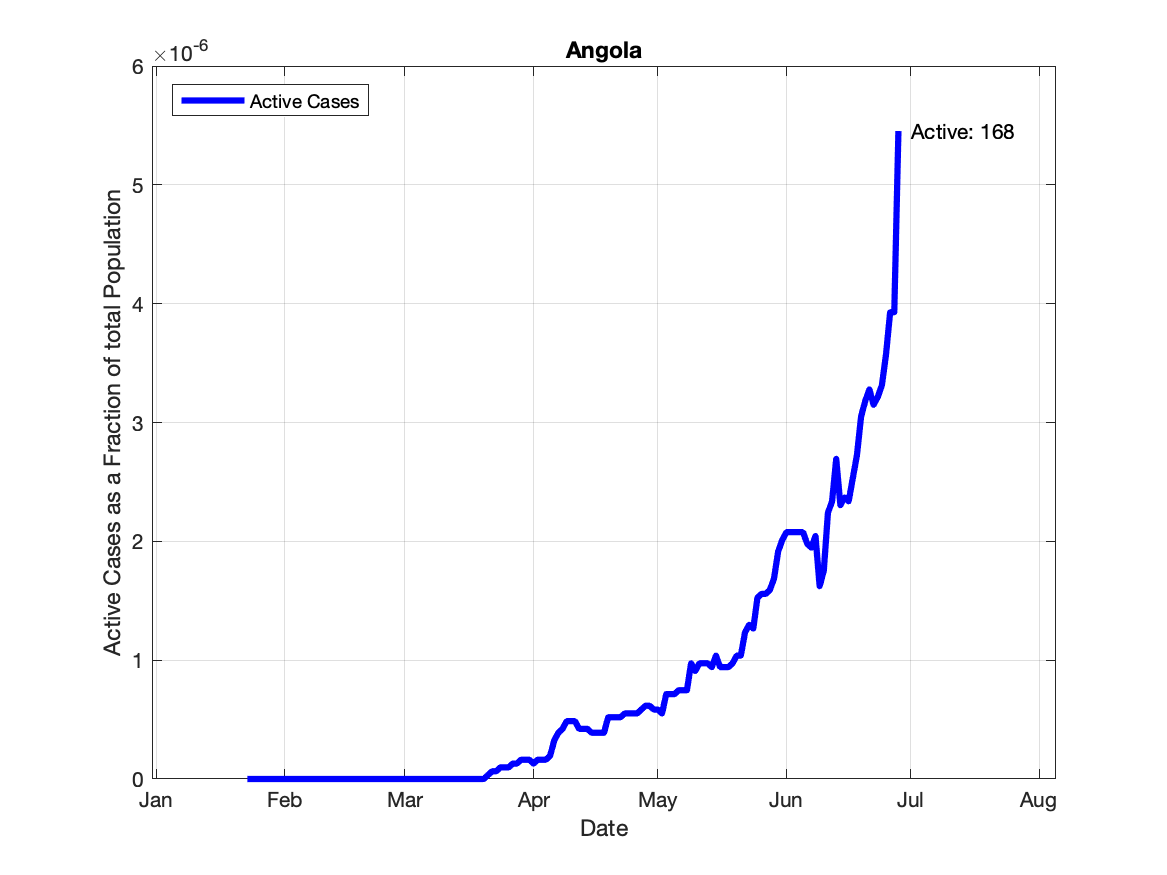 Angola
×10-6
Active Cases
Active: 168
6
5
4
3
2
1
0
Active Cases as a Fraction of total Population
Jan Feb Mar Apr May Jun Jul Aug
Date